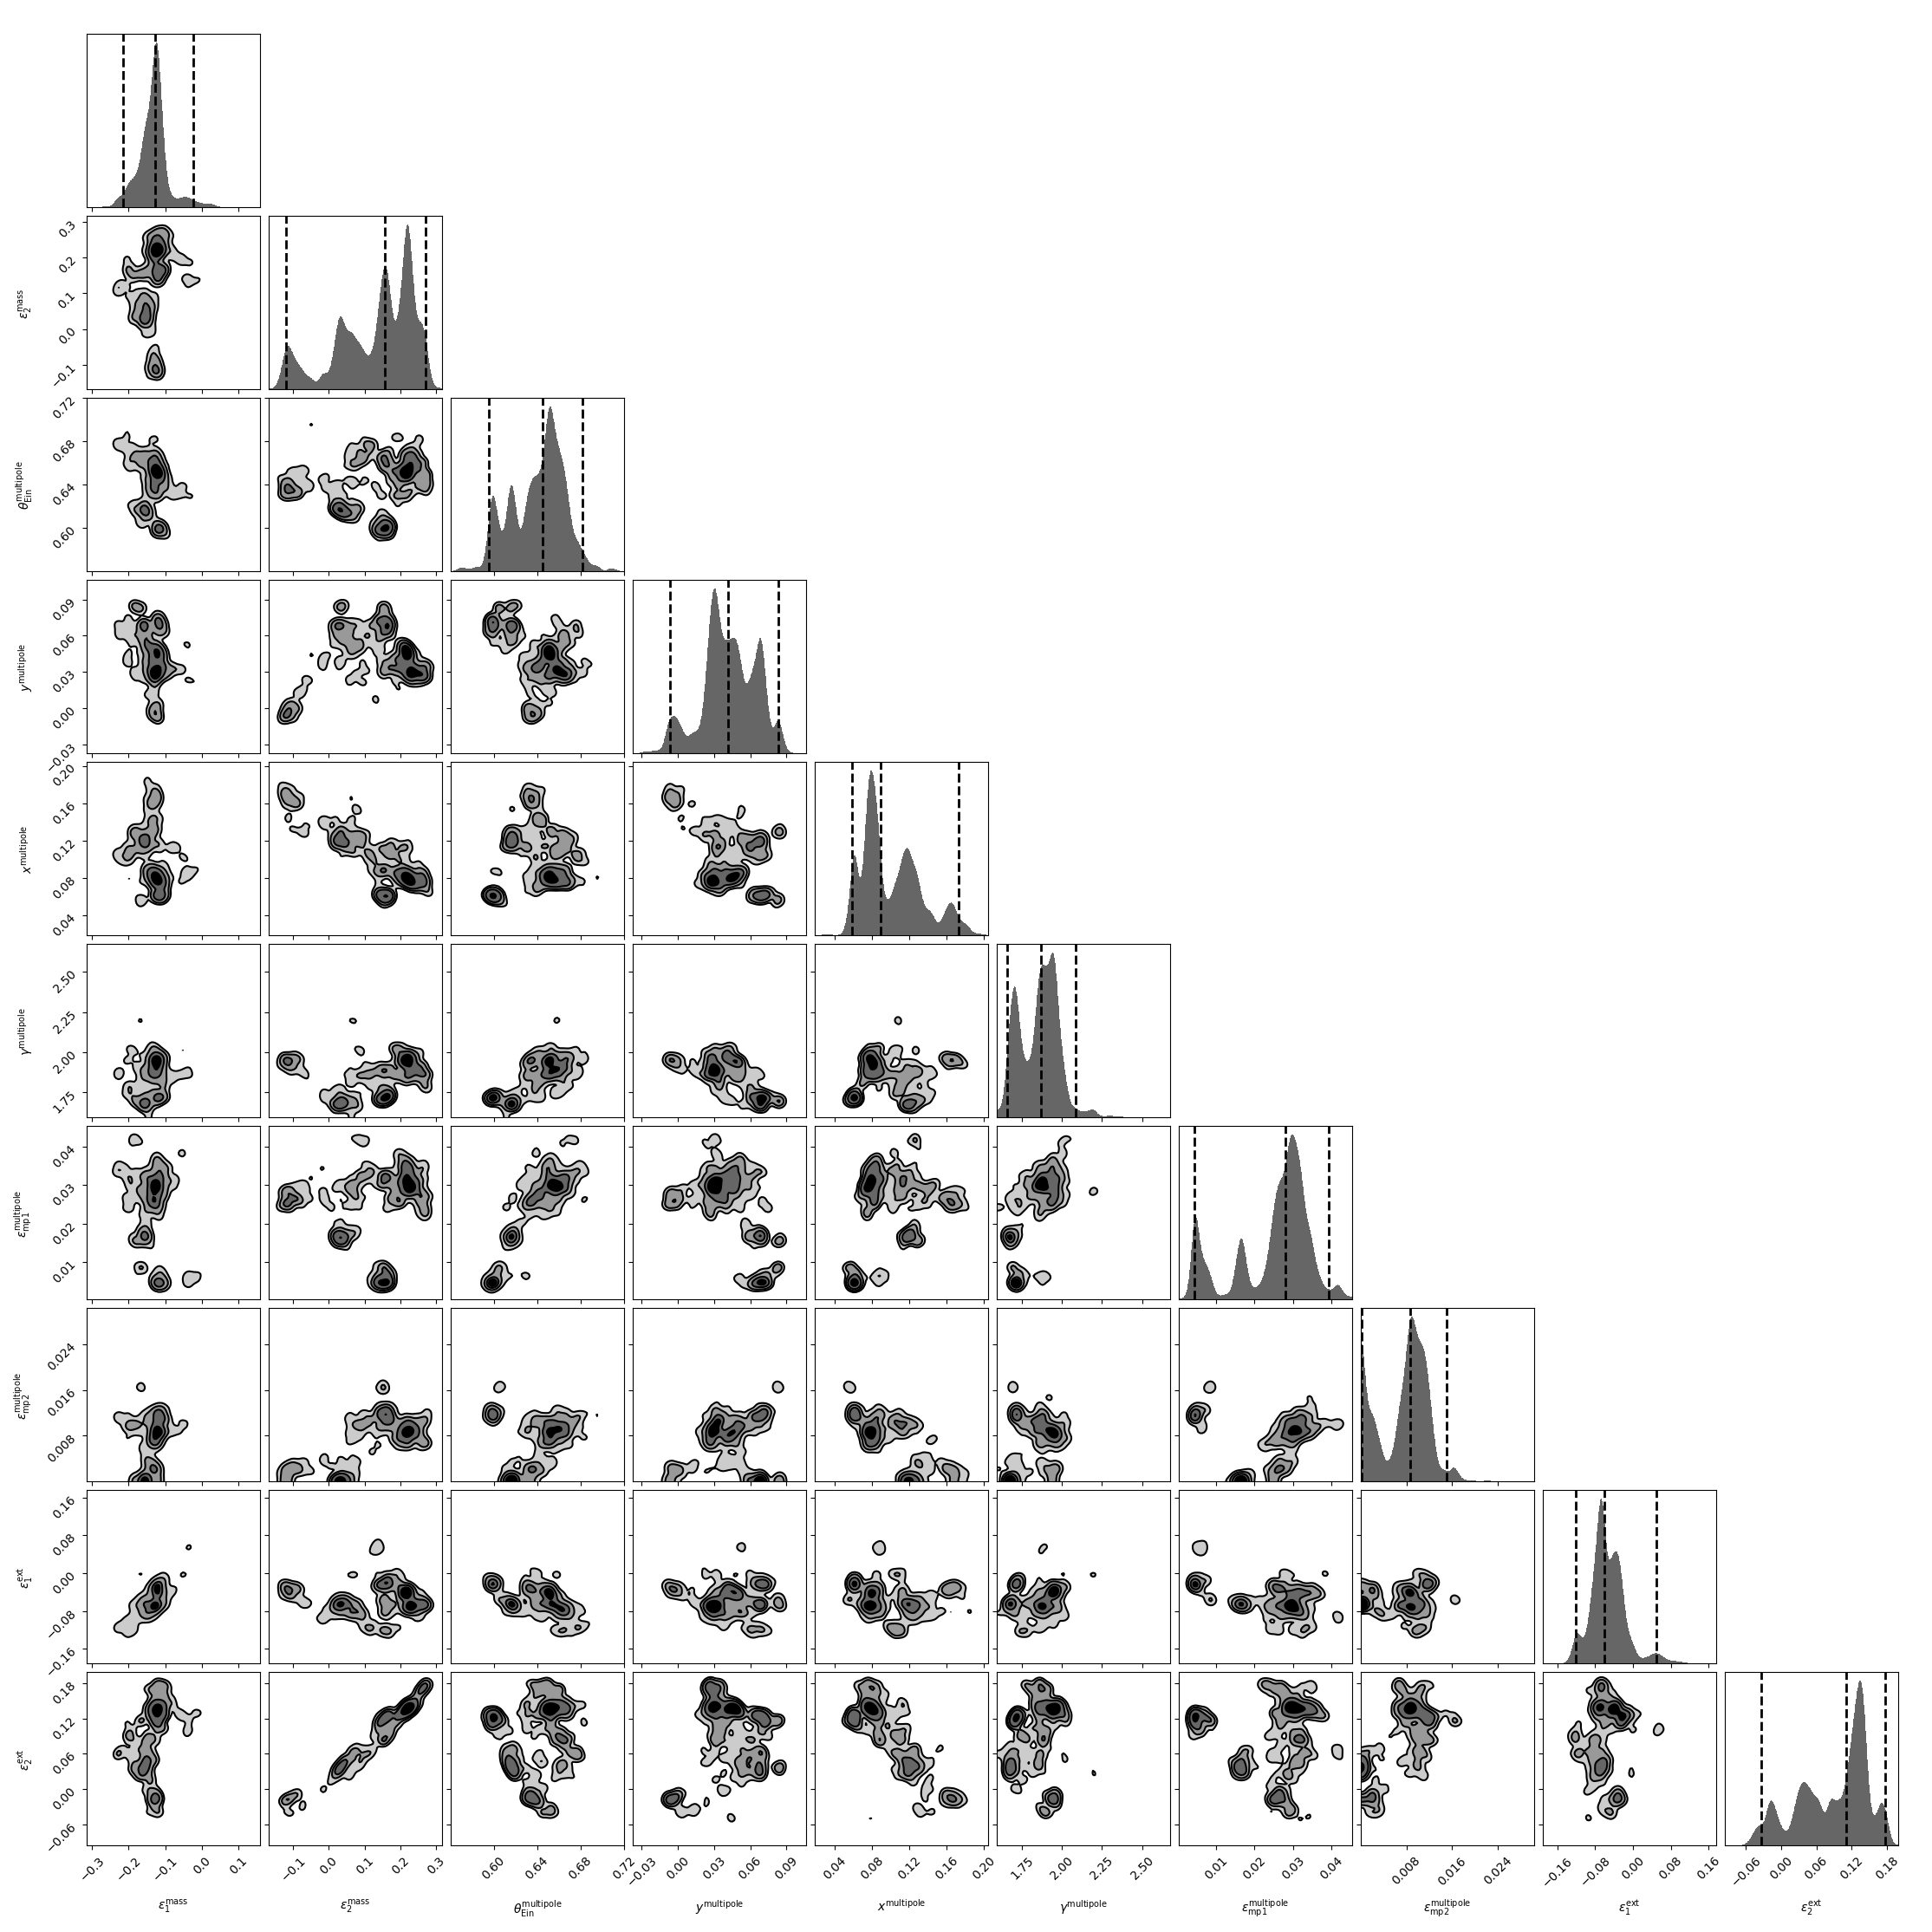 0.3
0.2
0.1
0.0
−0.1
ε₂^mass
0.72
0.68
0.64
0.60
θ_Ein^multipole
0.09
0.06
0.03
0.00
−0.03
y^multipole
0.20
0.16
0.12
0.08
0.04
x^multipole
2.50
2.25
2.00
1.75
γ^multipole
0.04
0.03
0.02
0.01
ε_mp1^multipole
0.024
0.016
0.008
ε_mp2^multipole
0.16
0.08
0.00
−0.08
−0.16
ε₁^ext
0.18
0.12
0.06
0.00
−0.06
ε₂^ext
−0.3 −0.2 −0.1 0.0 0.1
−0.1 0.0 0.1 0.2 0.3
0.60 0.64 0.68 0.72
−0.03 0.00 0.03 0.06 0.09
0.04 0.08 0.12 0.16 0.20
1.75 2.00 2.25 2.50
0.01 0.02 0.03 0.04
0.008 0.016 0.024
−0.16 −0.08 0.00 0.08 0.16
−0.06 0.00 0.06 0.12 0.18
ε₁^mass ε₂^mass θ_Ein^multipole y^multipole x^multipole γ^multipole ε_mp1^multipole ε_mp2^multipole ε₁^ext ε₂^ext